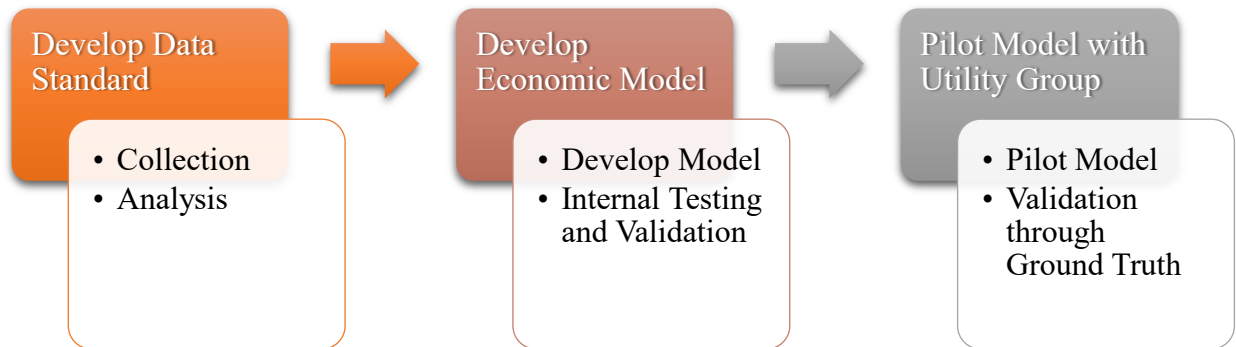 Develop Data
Standard
• Collection
• Analysis
Develop
Economic Model
• Develop Model
• Internal Testing
and Validation
Pilot Model with
Utility Group
• Pilot Model
• Validation
through
Ground Truth